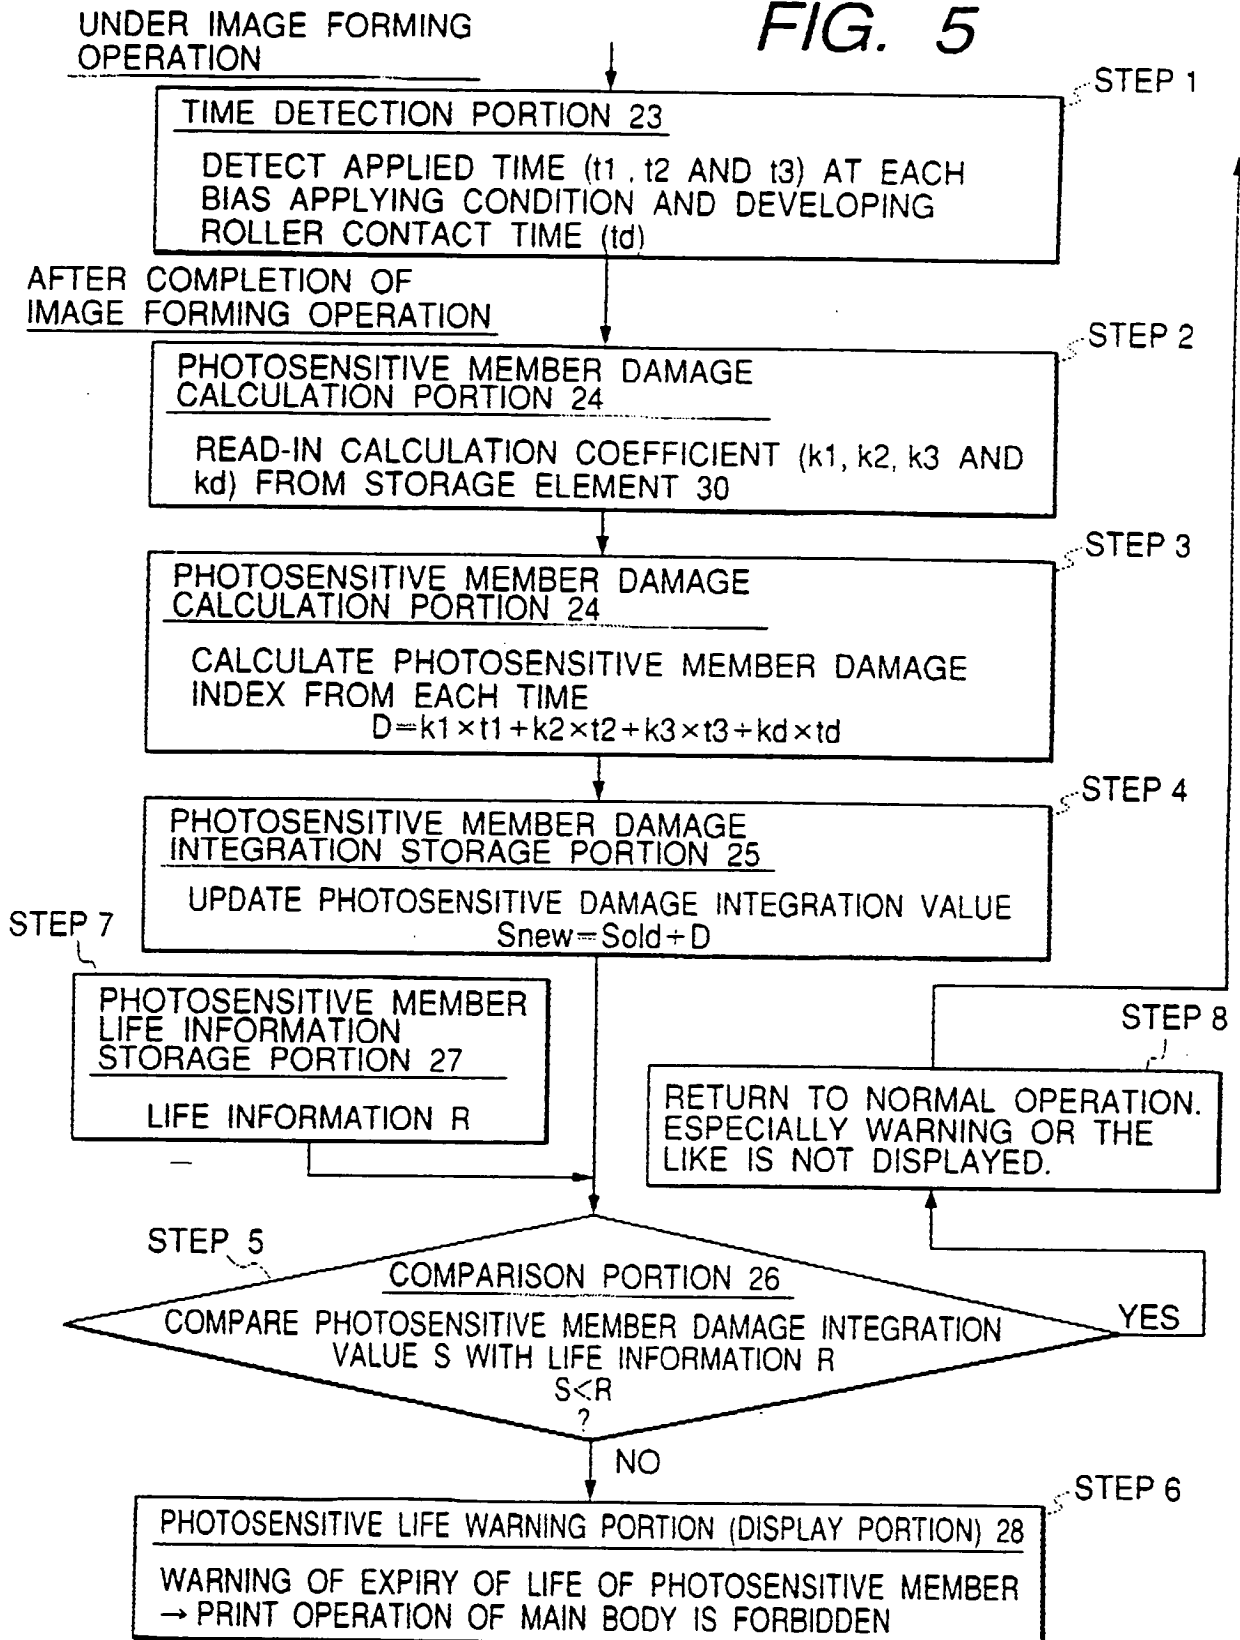 FIG. 5
UNDER IMAGE FORMING
OPERATION
STEP 1
TIME DETECTION PORTION 23
DETECT APPLIED TIME (t1, t2 AND t3) AT EACH
BIAS APPLYING CONDITION AND DEVELOPING
ROLLER CONTACT TIME (td)
AFTER COMPLETION OF
IMAGE FORMING OPERATION
STEP 2
PHOTOSENSITIVE MEMBER DAMAGE
CALCULATION PORTION 24
READ-IN CALCULATION COEFFICIENT (k1, k2, k3 AND
kd) FROM STORAGE ELEMENT 30
STEP 3
PHOTOSENSITIVE MEMBER DAMAGE
CALCULATION PORTION 24
CALCULATE PHOTOSENSITIVE MEMBER DAMAGE
INDEX FROM EACH TIME
D=k1×t1+k2×t2+k3×t3+kd×td
STEP 4
PHOTOSENSITIVE MEMBER DAMAGE
INTEGRATION STORAGE PORTION 25
UPDATE PHOTOSENSITIVE DAMAGE INTEGRATION VALUE
Snew=Sold+D
STEP 7
PHOTOSENSITIVE MEMBER
LIFE INFORMATION
STORAGE PORTION 27
LIFE INFORMATION R
STEP 8
RETURN TO NORMAL OPERATION.
ESPECIALLY WARNING OR THE
LIKE IS NOT DISPLAYED.
STEP 5
COMPARISON PORTION 26
COMPARE PHOTOSENSITIVE MEMBER DAMAGE INTEGRATION
VALUE S WITH LIFE INFORMATION R
S<R
?
YES
NO
STEP 6
PHOTOSENSITIVE LIFE WARNING PORTION (DISPLAY PORTION) 28
WARNING OF EXPIRY OF LIFE OF PHOTOSENSITIVE MEMBER
→ PRINT OPERATION OF MAIN BODY IS FORBIDDEN